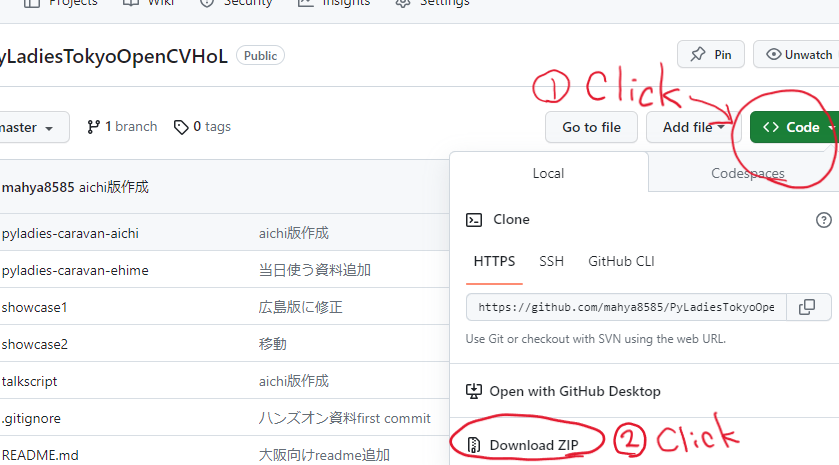 Projects Wiki Security Insights Settings
yLadiesTokyoOpenCVHoL Public Pin Unwatch
① Click
master 1 branch 0 tags Go to file Add file <> Code
Local Codespaces
mahya8585 aichi版作成
Clone
pyladies-caravan-aichi aichi版作成
HTTPS SSH GitHub CLI
pyladies-caravan-ehime 当日使う資料追加
showcase1 広島版に修正
https://github.com/mahya8585/PyLadiesTokyoOpe
Use Git or checkout with SVN using the web URL.
showcase2 移動
talkscript aichi版作成
Open with GitHub Desktop
.gitignore ハンズオン資料first commit
Download ZIP ② Click
README.md 大阪向けreadme追加